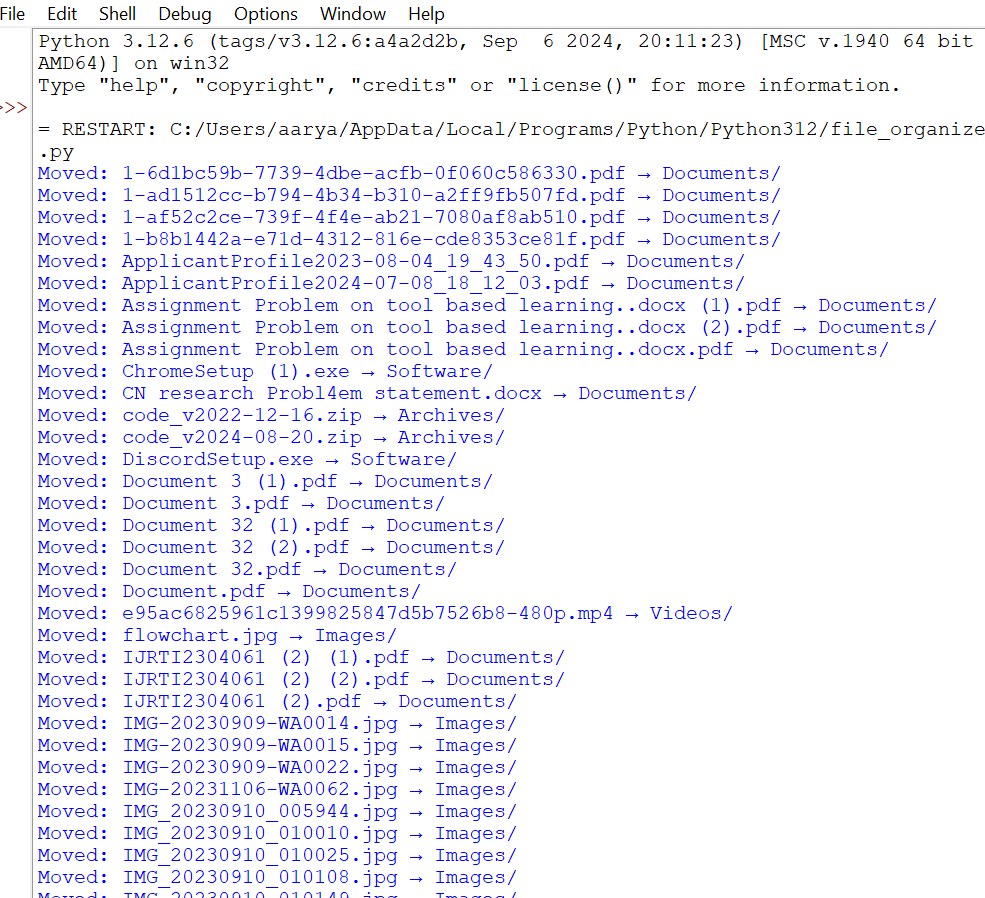 File Edit Shell Debug Options Window Help
Python 3.12.6 (tags/v3.12.6:a4a2d2b, Sep  6 2024, 20:11:23) [MSC v.1940 64 bit
AMD64)] on win32
Type "help", "copyright", "credits" or "license()" for more information.
>>>
= RESTART: C:/Users/aarya/AppData/Local/Programs/Python/Python312/file_organize
.py
Moved: 1-6d1bc59b-7739-4dbe-acfb-0f060c586330.pdf → Documents/
Moved: 1-ad1512cc-b794-4b34-b310-a2ff9fb507fd.pdf → Documents/
Moved: 1-af52c2ce-739f-4f4e-ab21-7080af8ab510.pdf → Documents/
Moved: 1-b8b1442a-e71d-4312-816e-cde8353ce81f.pdf → Documents/
Moved: ApplicantProfile2023-08-04_19_43_50.pdf → Documents/
Moved: ApplicantProfile2024-07-08_18_12_03.pdf → Documents/
Moved: Assignment Problem on tool based learning..docx (1).pdf → Documents/
Moved: Assignment Problem on tool based learning..docx (2).pdf → Documents/
Moved: Assignment Problem on tool based learning..docx.pdf → Documents/
Moved: ChromeSetup (1).exe → Software/
Moved: CN research Probl4em statement.docx → Documents/
Moved: code_v2022-12-16.zip → Archives/
Moved: code_v2024-08-20.zip → Archives/
Moved: DiscordSetup.exe → Software/
Moved: Document 3 (1).pdf → Documents/
Moved: Document 3.pdf → Documents/
Moved: Document 32 (1).pdf → Documents/
Moved: Document 32 (2).pdf → Documents/
Moved: Document 32.pdf → Documents/
Moved: Document.pdf → Documents/
Moved: e95ac6825961c1399825847d5b7526b8-480p.mp4 → Videos/
Moved: flowchart.jpg → Images/
Moved: IJRTI2304061 (2) (1).pdf → Documents/
Moved: IJRTI2304061 (2) (2).pdf → Documents/
Moved: IJRTI2304061 (2).pdf → Documents/
Moved: IMG-20230909-WA0014.jpg → Images/
Moved: IMG-20230909-WA0015.jpg → Images/
Moved: IMG-20230909-WA0022.jpg → Images/
Moved: IMG-20231106-WA0062.jpg → Images/
Moved: IMG_20230910_005944.jpg → Images/
Moved: IMG_20230910_010010.jpg → Images/
Moved: IMG_20230910_010025.jpg → Images/
Moved: IMG_20230910_010108.jpg → Images/